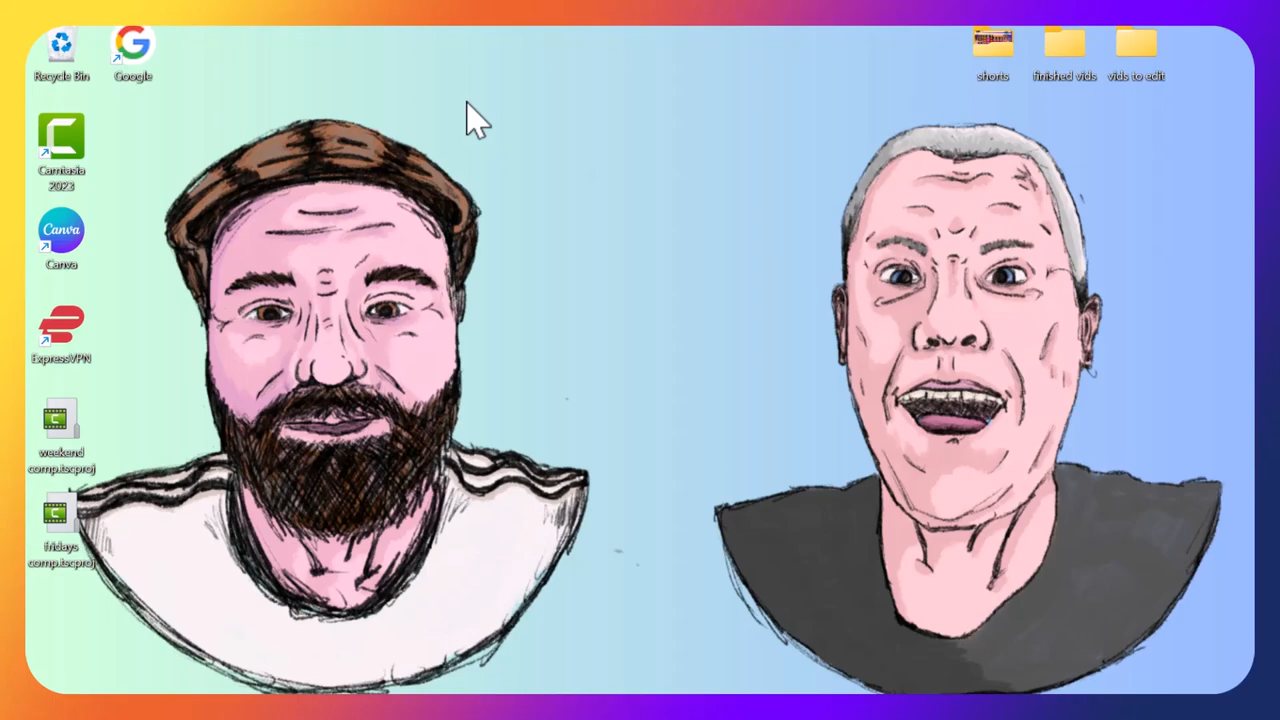 Recycle Bin
Google
shorts
finished vids
vids to edit
Camtasia
2023
Canva
Canva
ExpressVPN
weekend
comp.tscproj
fridays
comp.tscproj